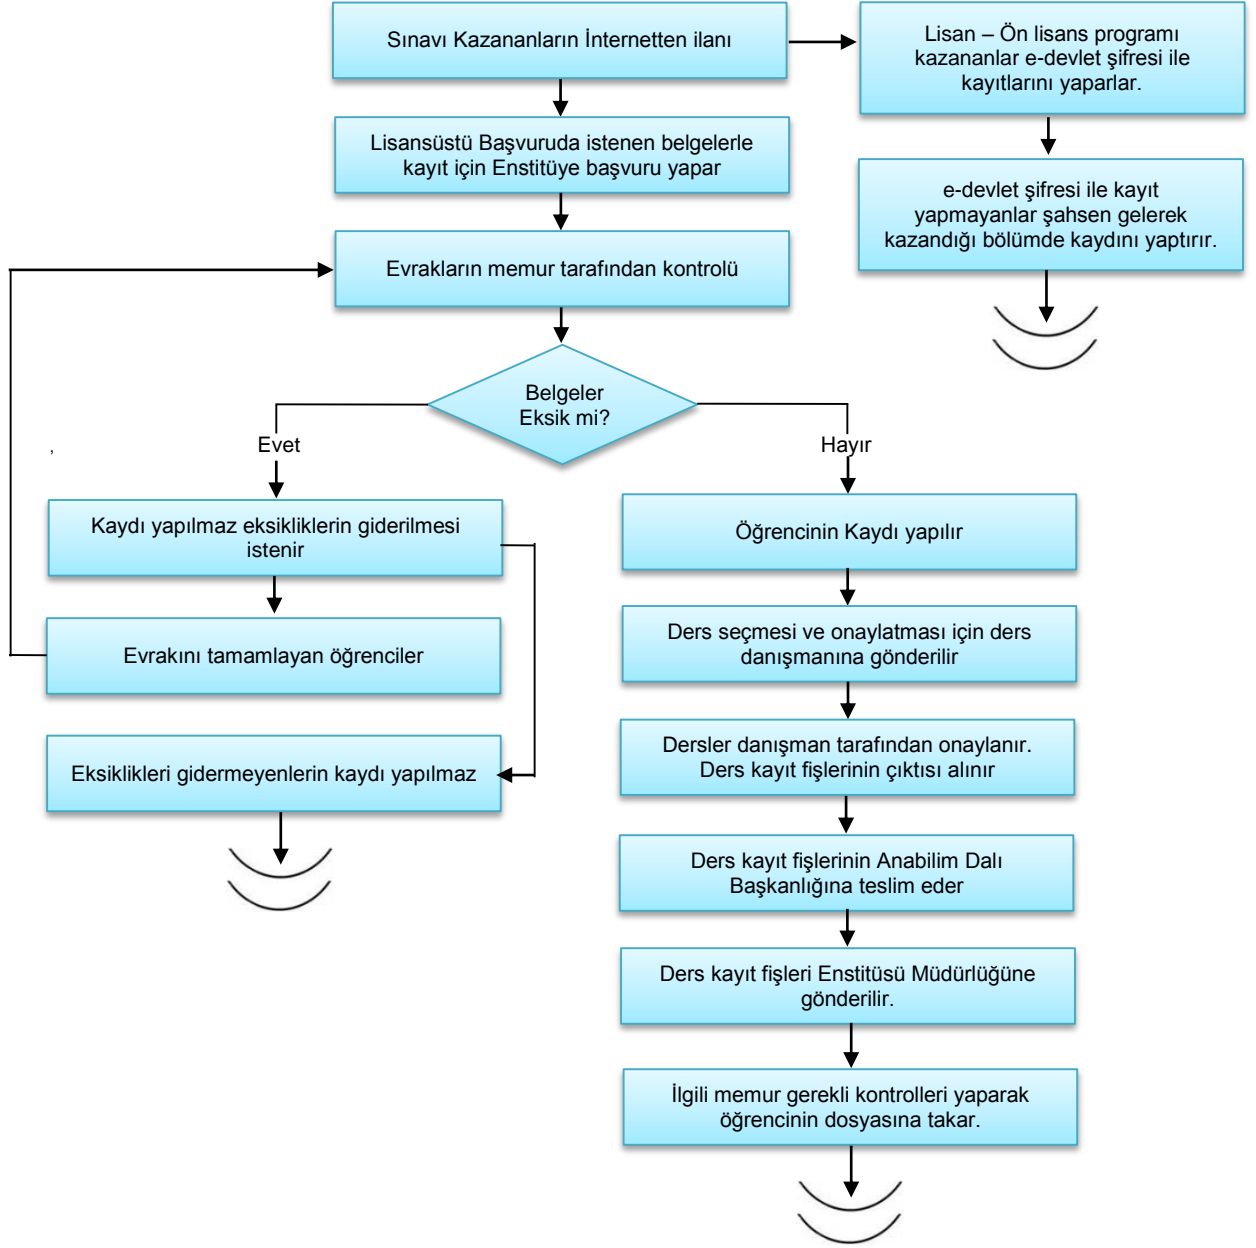 Sınavı Kazananların İnternetten ilanı
Lisan – Ön lisans programı
kazananlar e-devlet şifresi ile
kayıtlarını yaparlar.
Lisansüstü Başvuruda istenen belgelerle
kayıt için Enstitüye başvuru yapar
e-devlet şifresi ile kayıt
yapmayanlar şahsen gelerek
kazandığı bölümde kaydını yaptırır.
Evrakların memur tarafından kontrolü
Belgeler
Eksik mi?
,
Evet
Hayır
Kaydı yapılmaz eksikliklerin giderilmesi
istenir
Evrakını tamamlayan öğrenciler
Eksiklikleri gidermeyenlerin kaydı yapılmaz
Öğrencinin Kaydı yapılır
Ders seçmesi ve onaylatması için ders
danışmanına gönderilir
Dersler danışman tarafından onaylanır.
Ders kayıt fişlerinin çıktısı alınır
Ders kayıt fişlerinin Anabilim Dalı
Başkanlığına teslim eder
Ders kayıt fişleri Enstitüsü Müdürlüğüne
gönderilir.
İlgili memur gerekli kontrolleri yaparak
öğrencinin dosyasına takar.